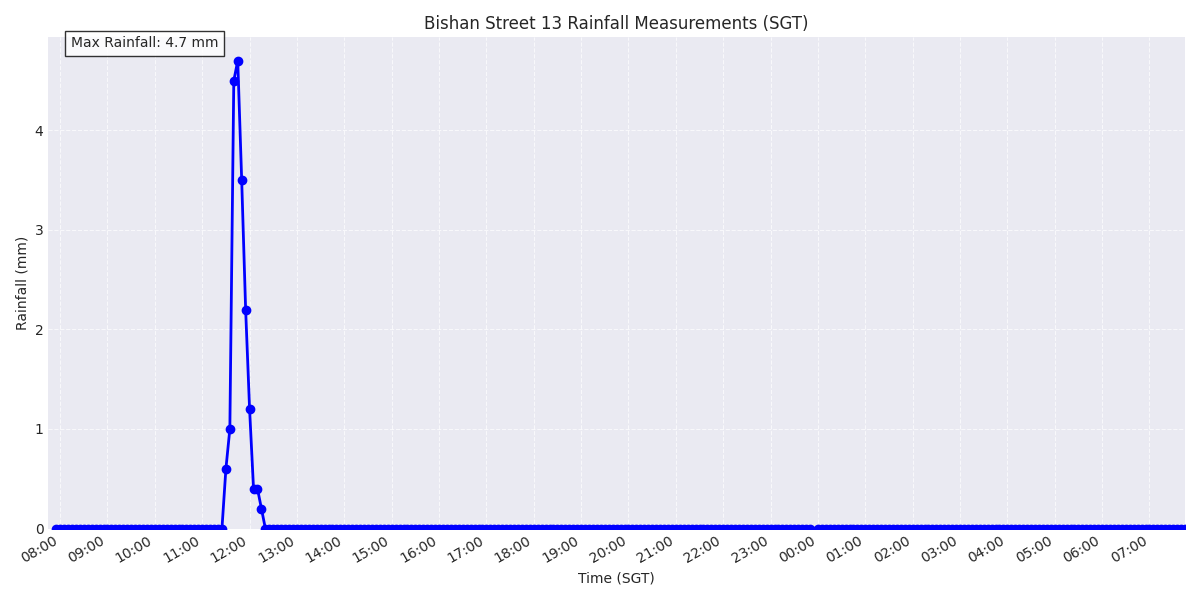 Bishan Street 13 Rainfall Measurements (SGT)
Max Rainfall: 4.7 mm
Rainfall (mm)
4
3
2
1
0
08:00 09:00 10:00 11:00 12:00 13:00 14:00 15:00 16:00 17:00 18:00 19:00 20:00 21:00 22:00 23:00 00:00 01:00 02:00 03:00 04:00 05:00 06:00 07:00
Time (SGT)